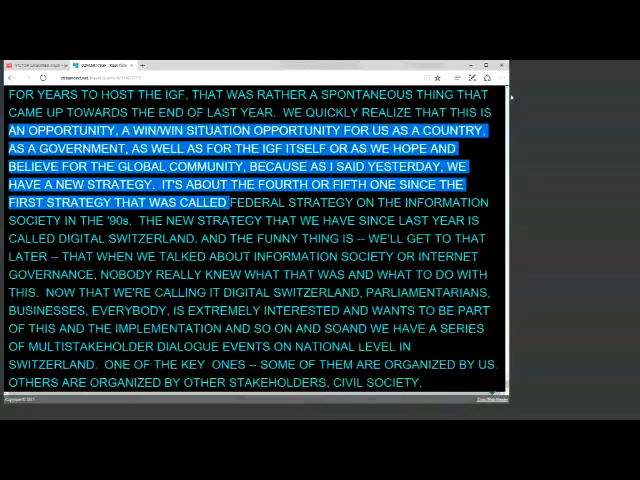 streamtext.net
FOR YEARS TO HOST THE IGF, THAT WAS RATHER A SPONTANEOUS THING THAT
CAME UP TOWARDS THE END OF LAST YEAR.  WE QUICKLY REALIZE THAT THIS IS
AN OPPORTUNITY, A WIN/WIN SITUATION OPPORTUNITY FOR US AS A COUNTRY,
AS A GOVERNMENT, AS WELL AS FOR THE IGF ITSELF OR AS WE HOPE AND
BELIEVE FOR THE GLOBAL COMMUNITY, BECAUSE AS I SAID YESTERDAY, WE
HAVE A NEW STRATEGY.  IT'S ABOUT THE FOURTH OR FIFTH ONE SINCE THE
FIRST STRATEGY THAT WAS CALLED FEDERAL STRATEGY ON THE INFORMATION
SOCIETY IN THE '90s.  THE NEW STRATEGY THAT WE HAVE SINCE LAST YEAR IS
CALLED DIGITAL SWITZERLAND, AND THE FUNNY THING IS -- WE'LL GET TO THAT
LATER -- THAT WHEN WE TALKED ABOUT INFORMATION SOCIETY OR INTERNET
GOVERNANCE, NOBODY REALLY KNEW WHAT THAT WAS AND WHAT TO DO WITH
THIS.  NOW THAT WE'RE CALLING IT DIGITAL SWITZERLAND, PARLIAMENTARIANS,
BUSINESSES, EVERYBODY, IS EXTREMELY INTERESTED AND WANTS TO BE PART
OF THIS AND THE IMPLEMENTATION AND SO ON AND SOAND WE HAVE A SERIES
OF MULTISTAKEHOLDER DIALOGUE EVENTS ON NATIONAL LEVEL IN
SWITZERLAND.  ONE OF THE KEY  ONES -- SOME OF THEM ARE ORGANIZED BY US.
OTHERS ARE ORGANIZED BY OTHER STAKEHOLDERS, CIVIL SOCIETY.